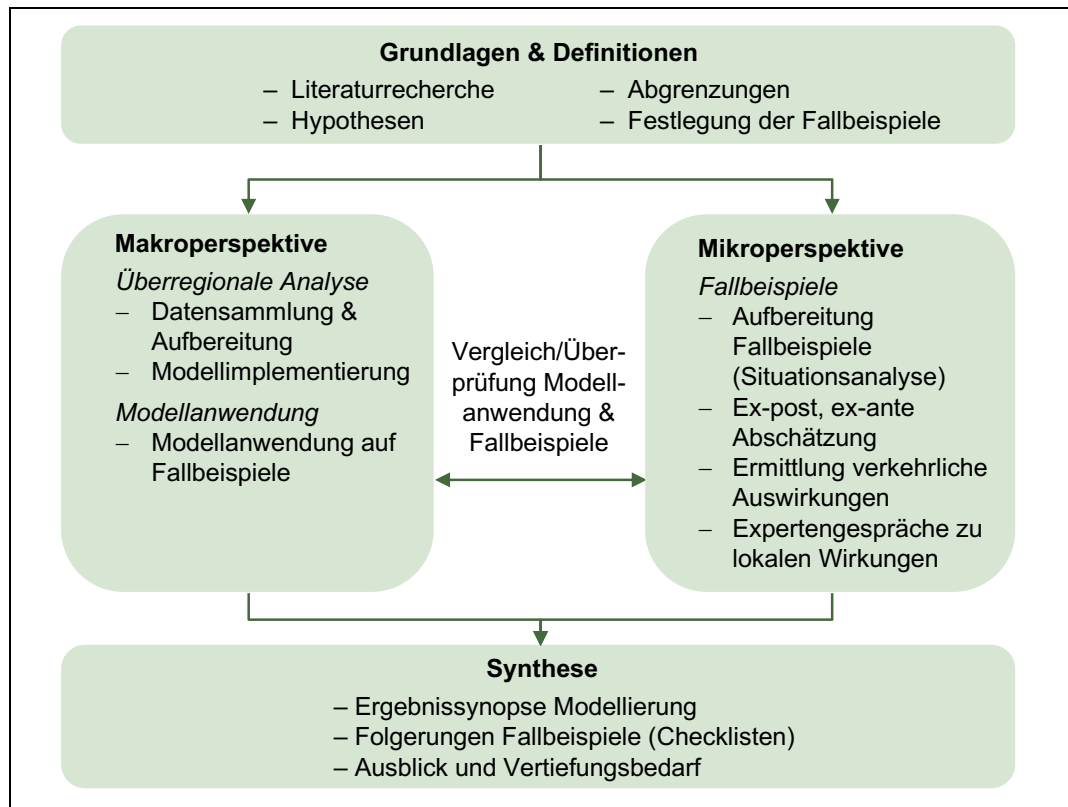 Grundlagen & Definitionen
– Literaturrecherche
– Hypothesen
– Abgrenzungen
– Festlegung der Fallbeispiele
Makroperspektive
Überregionale Analyse
– Datensammlung &
Aufbereitung
– Modellimplementierung
Modellanwendung
– Modellanwendung auf
Fallbeispiele
Vergleich/Über-
prüfung Modell-
anwendung &
Fallbeispiele
Mikroperspektive
Fallbeispiele
– Aufbereitung
Fallbeispiele
(Situationsanalyse)
– Ex-post, ex-ante
Abschätzung
– Ermittlung verkehrliche
Auswirkungen
– Expertengespräche zu
lokalen Wirkungen
Synthese
– Ergebnissynopse Modellierung
– Folgerungen Fallbeispiele (Checklisten)
– Ausblick und Vertiefungsbedarf